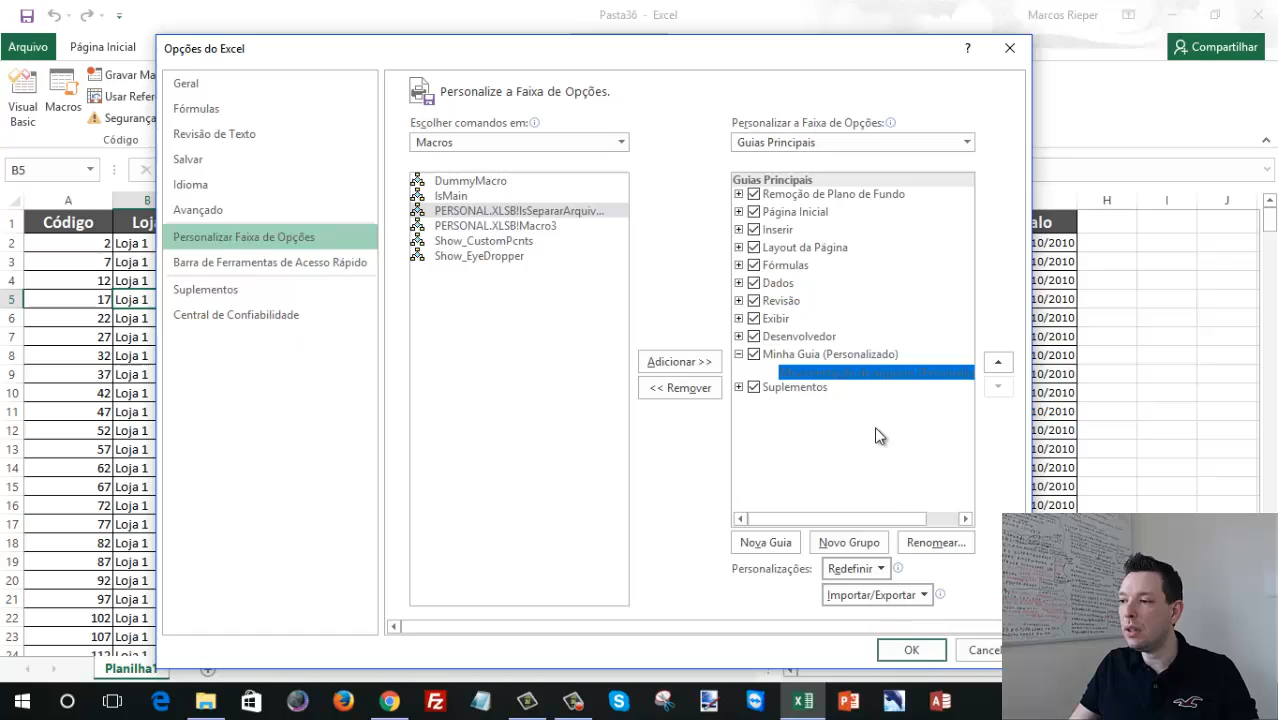 Pasta36 - Excel
Marcos Rieper
Arquivo
Página Inicial
Compartilhar
Visual
Basic
Macros
Gravar Ma
Usar Refer
Segurança
Código
B5
Opções do Excel
?
Geral
Fórmulas
Revisão de Texto
Salvar
Idioma
Avançado
Personalizar Faixa de Opções
Barra de Ferramentas de Acesso Rápido
Suplementos
Central de Confiabilidade
Personalize a Faixa de Opções.
Escolher comandos em:
Macros
DummyMacro
IsMain
PERSONAL.XLSB!IsSepararArquiv...
PERSONAL.XLSB!Macro3
Show_CustomPcnts
Show_EyeDropper
Adicionar >>
<< Remover
Personalizar a Faixa de Opções:
Guias Principais
Guias Principais
Remoção de Plano de Fundo
Página Inicial
Inserir
Layout da Página
Fórmulas
Dados
Revisão
Exibir
Desenvolvedor
Minha Guia (Personalizado)
Suplementos
Nova Guia
Novo Grupo
Renomear...
Personalizações:
Redefinir
Importar/Exportar
OK
Cancel
A
B
H
I
J
1 Código Loj alo
2 2 Loja 1 10/2010
3 7 Loja 1 10/2010
4 12 Loja 1 10/2010
5 17 Loja 1 10/2010
6 22 Loja 1 10/2010
7 27 Loja 1 10/2010
8 32 Loja 1 10/2010
9 37 Loja 1 10/2010
10 42 Loja 1 10/2010
11 47 Loja 1 10/2010
12 52 Loja 1 10/2010
13 57 Loja 1 10/2010
14 62 Loja 1 10/2010
15 67 Loja 1 10/2010
16 72 Loja 1 10/2010
17 77 Loja 1
18 82 Loja 1
19 87 Loja 1
20 92 Loja 1
21 97 Loja 1
22 102 Loja 1
23 107 Loja 1
Planilha1